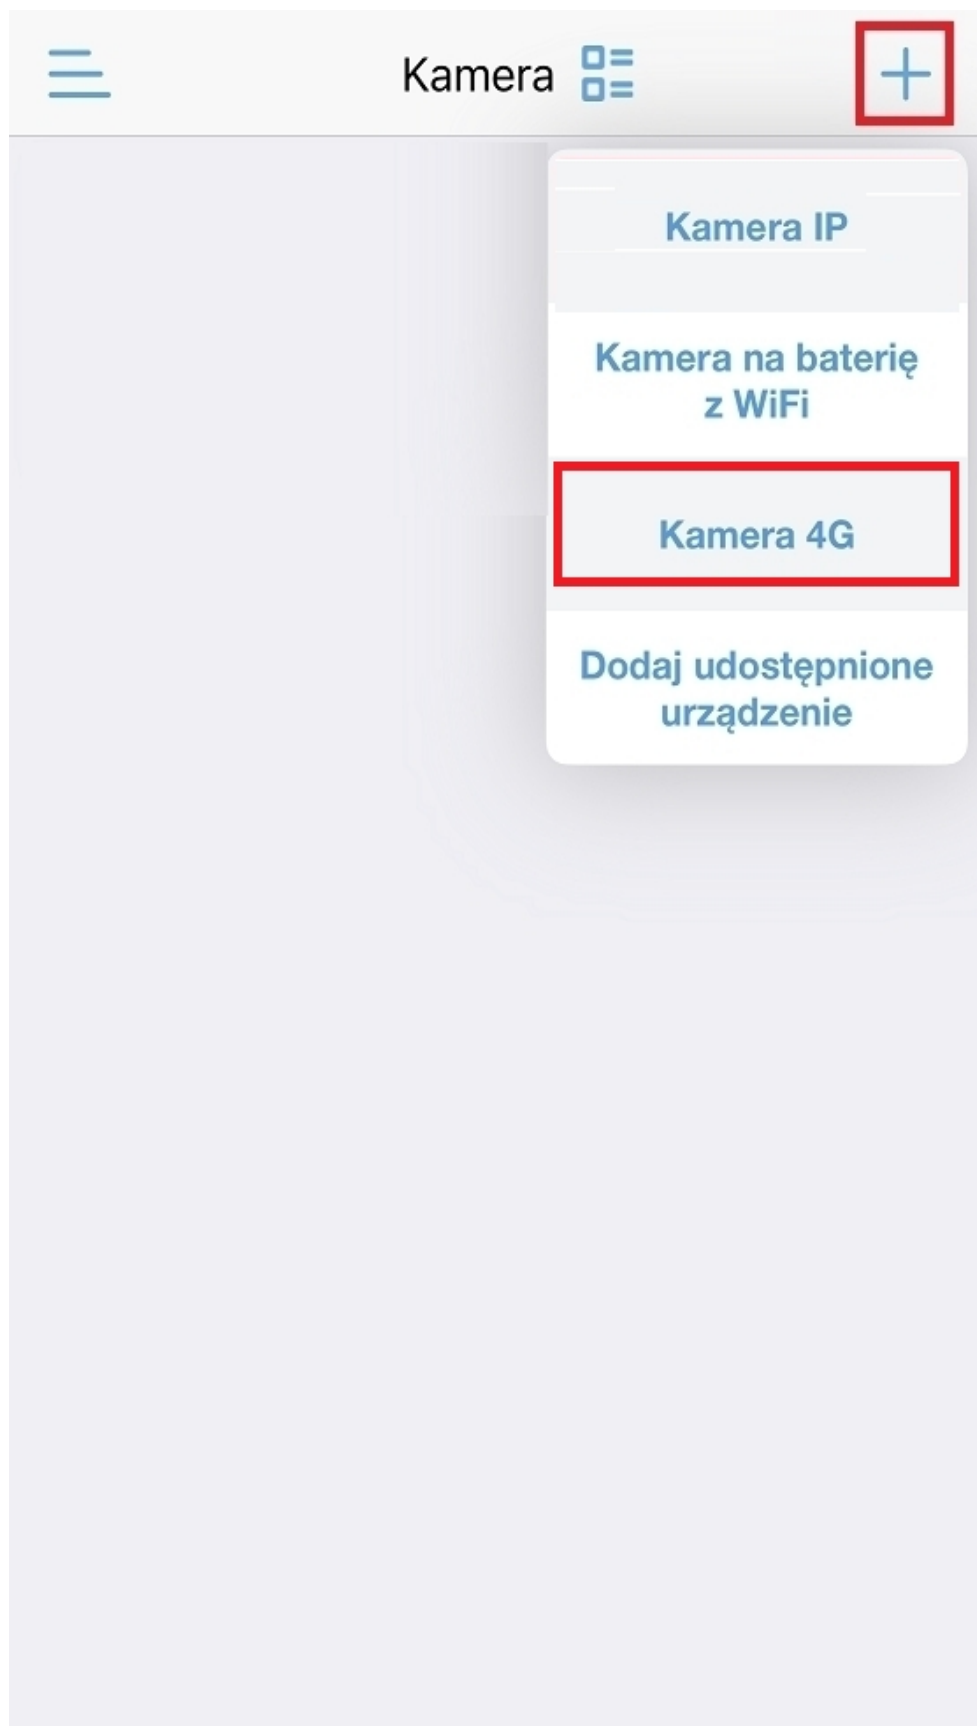 Kamera
Kamera IP
Kamera na baterię
z WiFi
Kamera 4G
Dodaj udostępnione
urządzenie